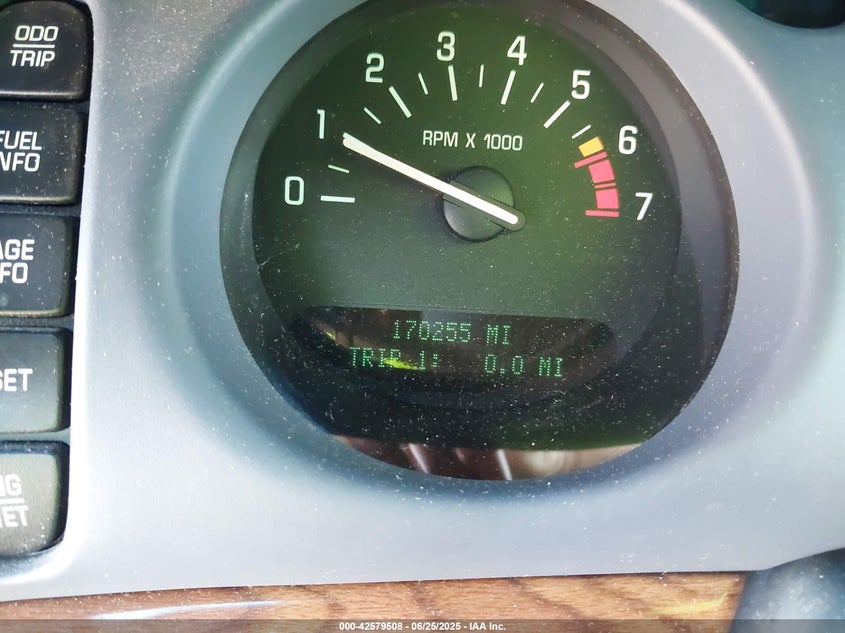 ODO
TRIP
FUEL
INFO
AGE
FO
SET
0
1
2
3
4
5
6
7
RPM X 1000
170255 MI
TRIP 1: 0.0 MI
000-42579508 - 06/25/2025 - IAA Inc.